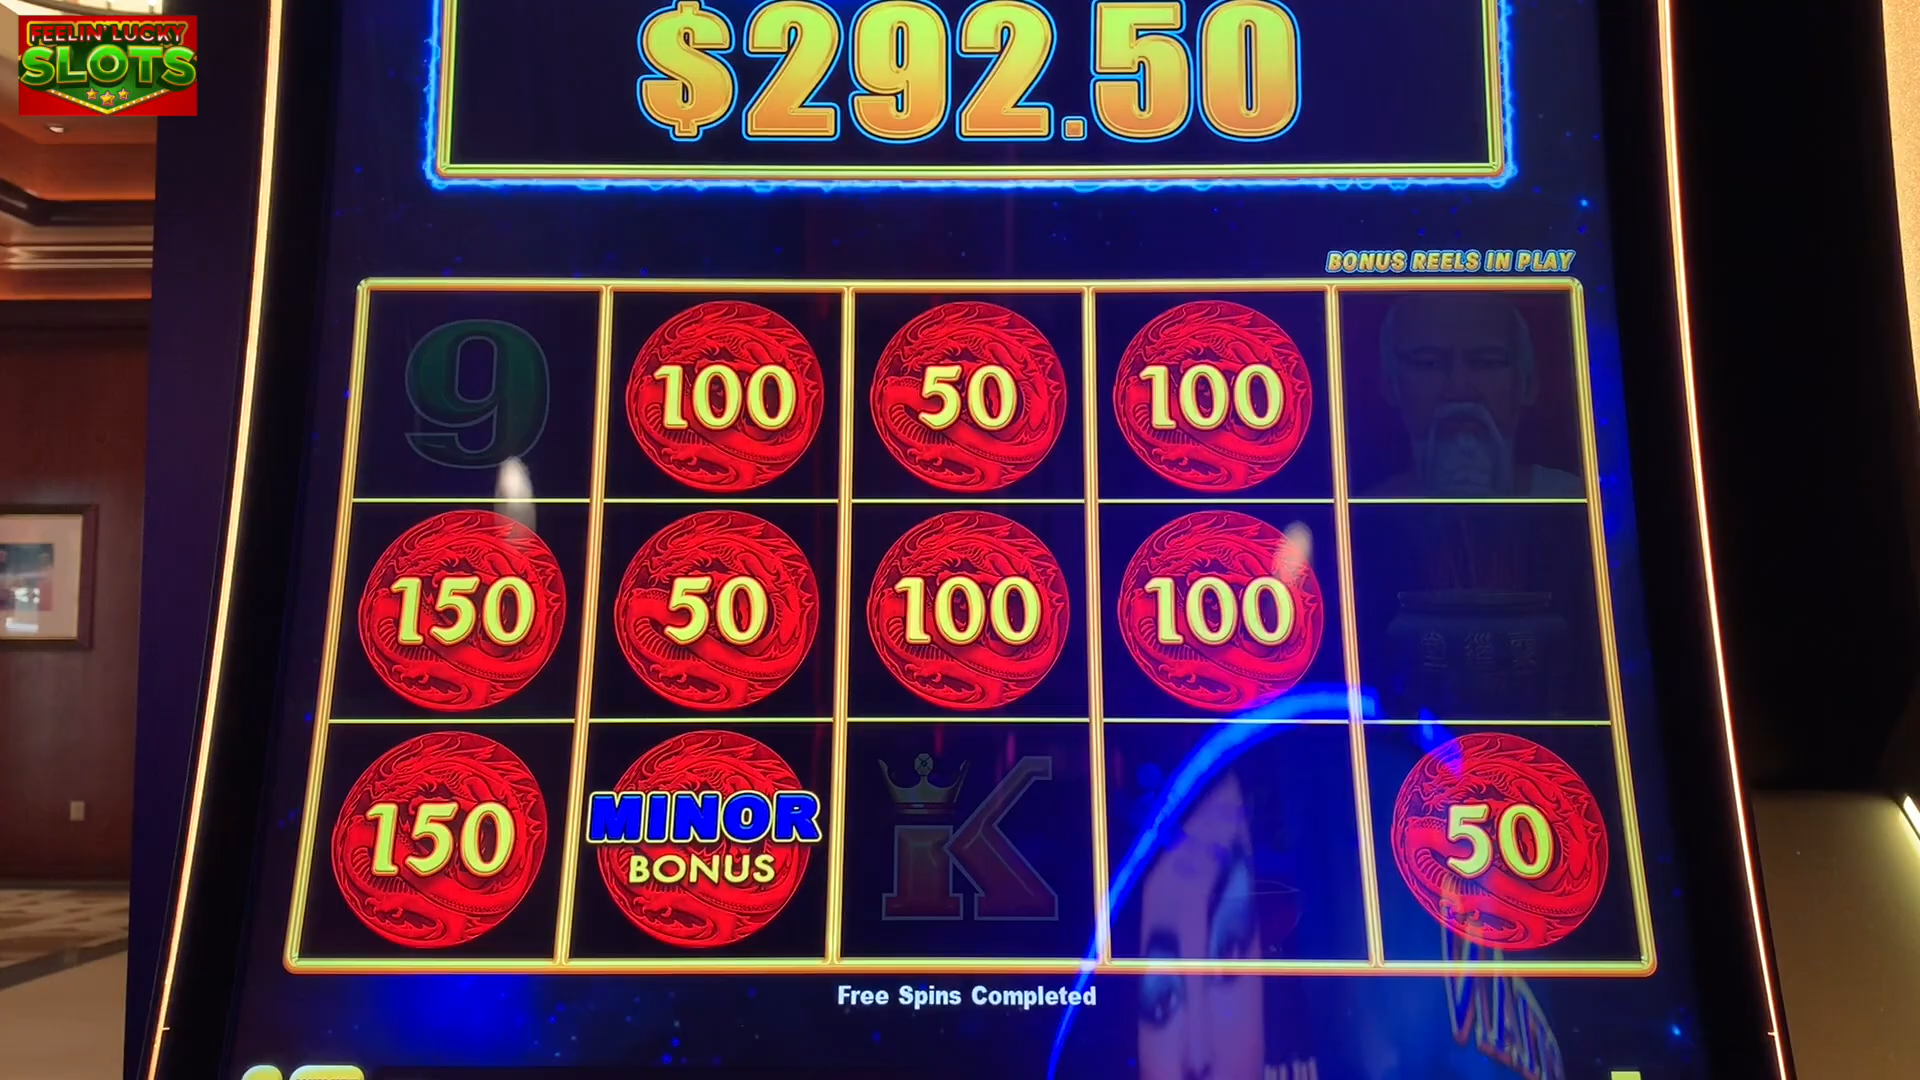 FEELIN' LUCKY
SLOTS
$292.50
BONUS REELS IN PLAY
9 100 50 100
150 50 100 100
150 MINOR K 50
BONUS
Free Spins Completed